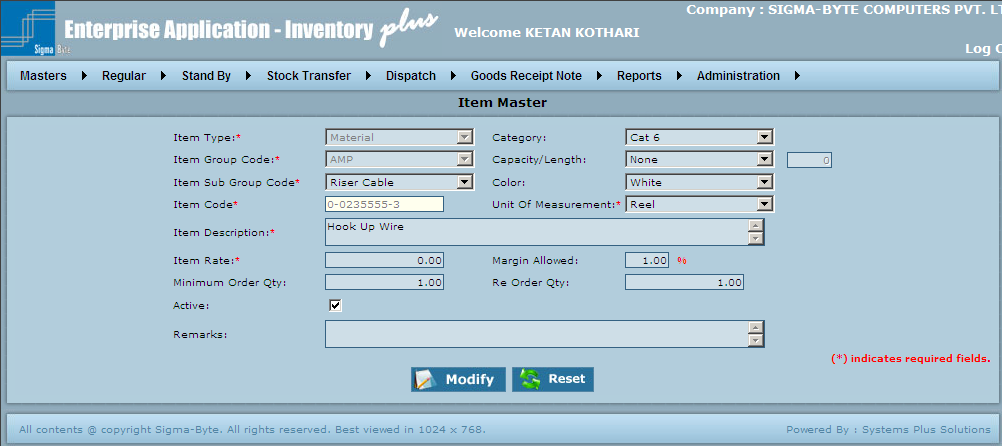 Company : SIGMA-BYTE COMPUTERS PVT. LT
Enterprise Application - Inventory plus
Welcome KETAN KOTHARI
Sigma Byte
Log O
Masters Regular Stand By Stock Transfer Dispatch Goods Receipt Note Reports Administration
Item Master
Item Type:* Material Category: Cat 6
Item Group Code:* AMP Capacity/Length: None 0
Item Sub Group Code* Riser Cable Color: White
Item Code* 0-0235555-3 Unit Of Measurement:* Reel
Item Description:* Hook Up Wire
Item Rate:* 0.00 Margin Allowed: 1.00 %
Minimum Order Qty: 1.00 Re Order Qty: 1.00
Active:
Remarks:
(*) indicates required fields.
Modify Reset
All contents @ copyright Sigma-Byte. All rights reserved. Best viewed in 1024 x 768. Powered By : Systems Plus Solutions